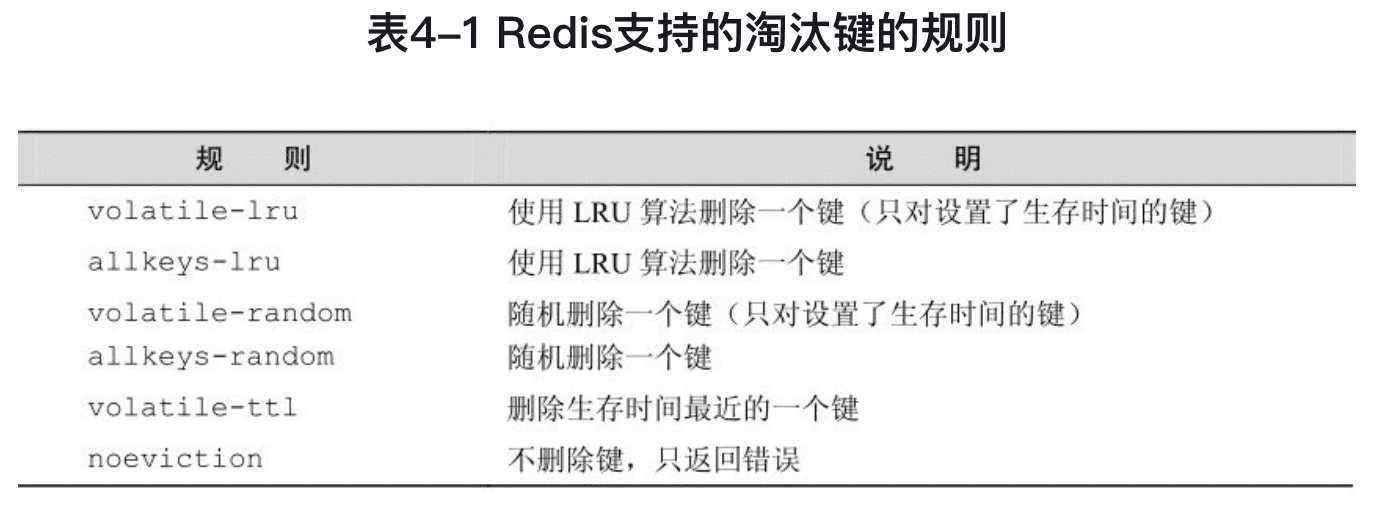 表4-1 Redis支持的淘汰键的规则
规 则 说 明
volatile-lru 使用 LRU 算法删除一个键（只对设置了生存时间的键）
allkeys-lru 使用 LRU 算法删除一个键
volatile-random 随机删除一个键（只对设置了生存时间的键）
allkeys-random 随机删除一个键
volatile-ttl 删除生存时间最近的一个键
noeviction 不删除键，只返回错误